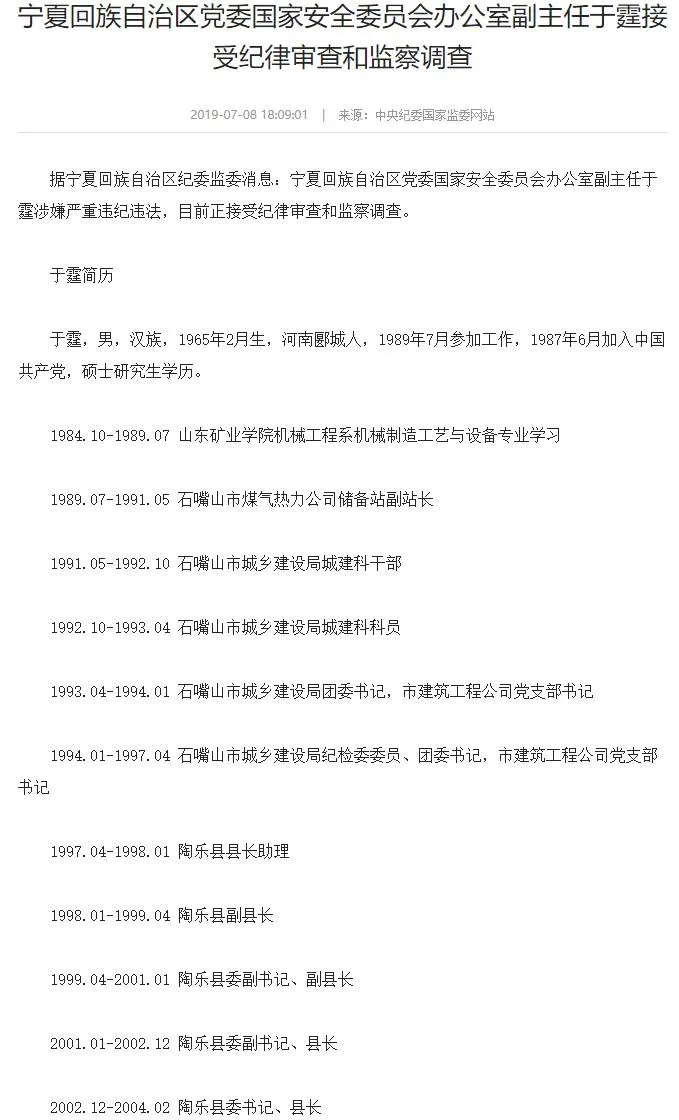 宁夏回族自治区党委国家安全委员会办公室副主任于霆接
受纪律审查和监察调查
2019-07-08 18:09:01 | 来源：中央纪委国家监委网站
据宁夏回族自治区纪委监委消息：宁夏回族自治区党委国家安全委员会办公室副主任于
霆涉嫌严重违纪违法，目前正接受纪律审查和监察调查。
于霆简历
于霆，男，汉族，1965年2月生，河南郾城人，1989年7月参加工作，1987年6月加入中国
共产党，硕士研究生学历。
1984.10-1989.07 山东矿业学院机械工程系机械制造工艺与设备专业学习
1989.07-1991.05 石嘴山市煤气热力公司储备站副站长
1991.05-1992.10 石嘴山市城乡建设局城建科干部
1992.10-1993.04 石嘴山市城乡建设局城建科科员
1993.04-1994.01 石嘴山市城乡建设局团委书记，市建筑工程公司党支部书记
1994.01-1997.04 石嘴山市城乡建设局纪检委委员、团委书记，市建筑工程公司党支部
书记
1997.04-1998.01 陶乐县县长助理
1998.01-1999.04 陶乐县副县长
1999.04-2001.01 陶乐县委副书记、副县长
2001.01-2002.12 陶乐县委副书记、县长
2002.12-2004.02 陶乐县委书记、县长